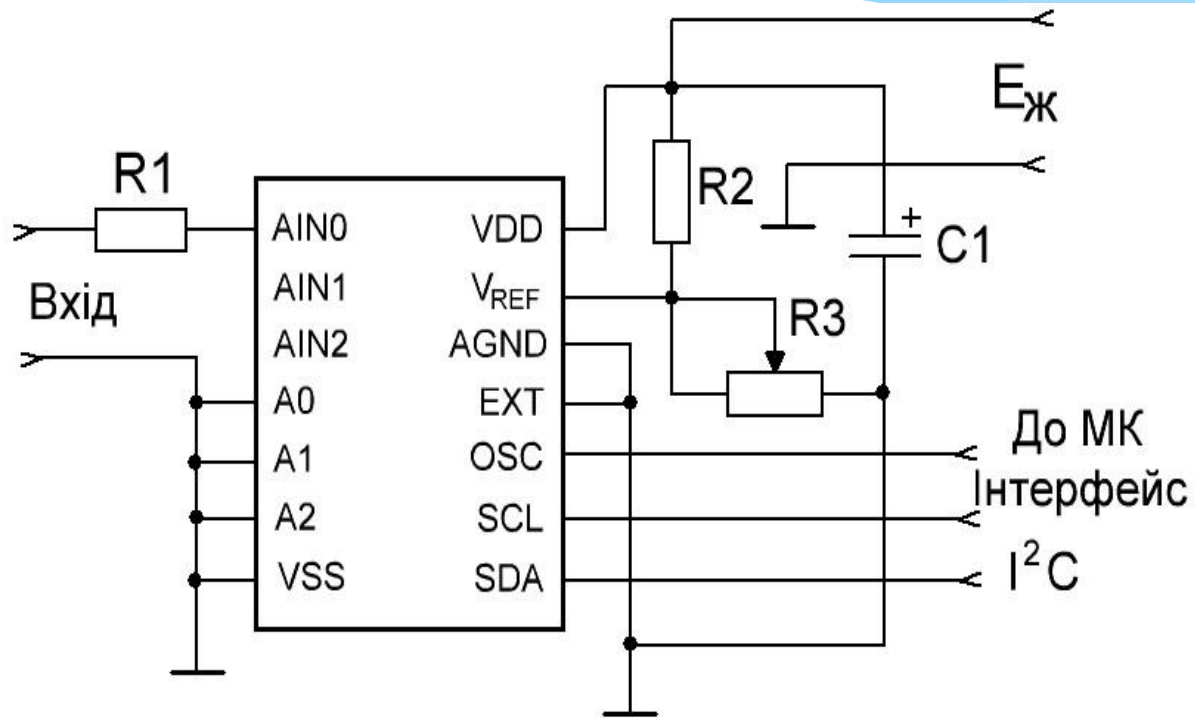 Eж
R1
R2
C1
AIN0
VDD
AIN1
VREF
Вхід
R3
AIN2
AGND
A0
EXT
До МК
A1
OSC
Інтерфейс
A2
SCL
VSS
SDA
I²C
+